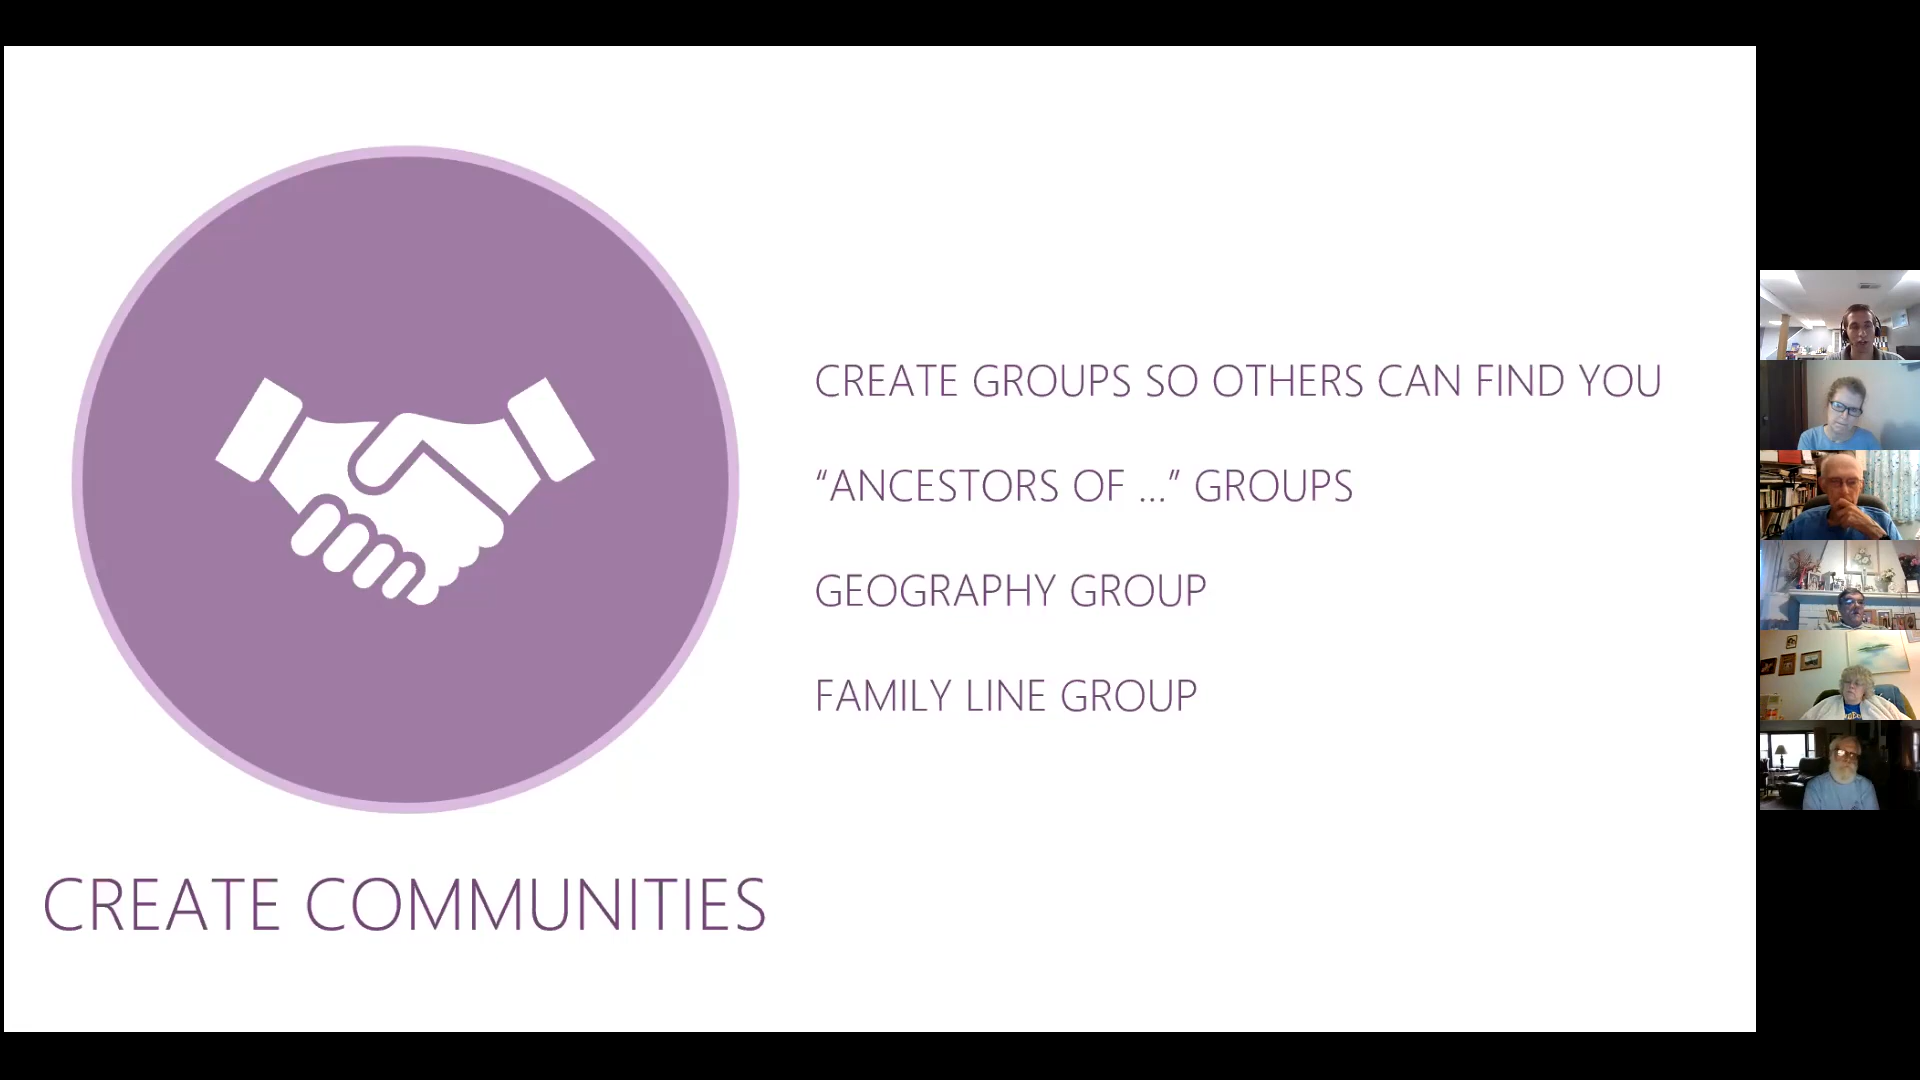 CREATE GROUPS SO OTHERS CAN FIND YOU
“ANCESTORS OF ...” GROUPS
GEOGRAPHY GROUP
FAMILY LINE GROUP
CREATE COMMUNITIES